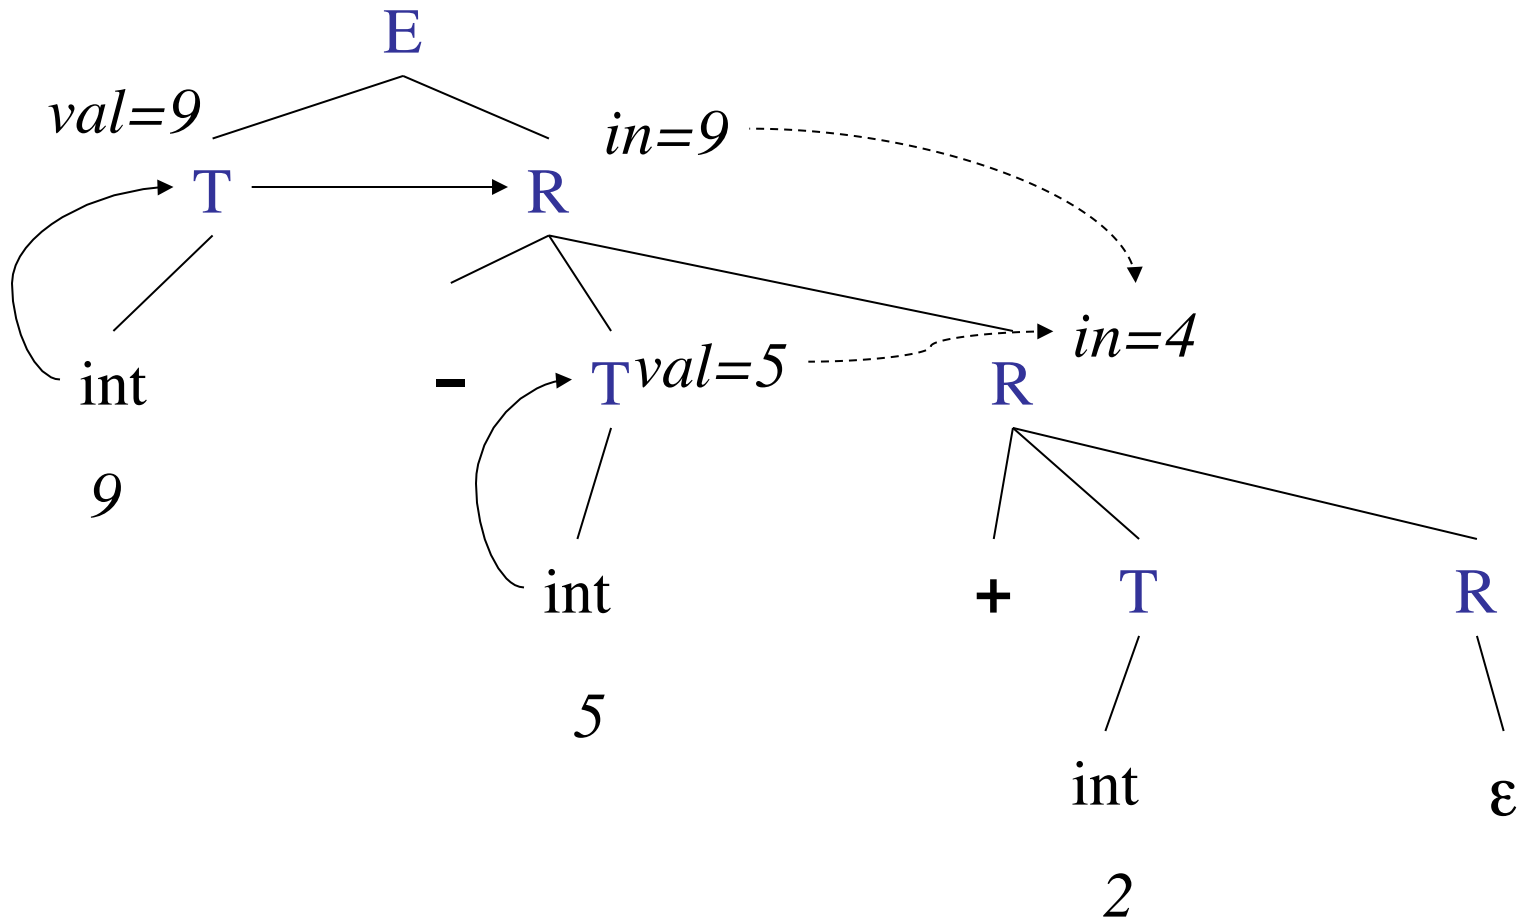 E
val=9
in=9
T
R
in=4
int
-
T
val=5
R
9
int
+
T
R
5
int
ε
2